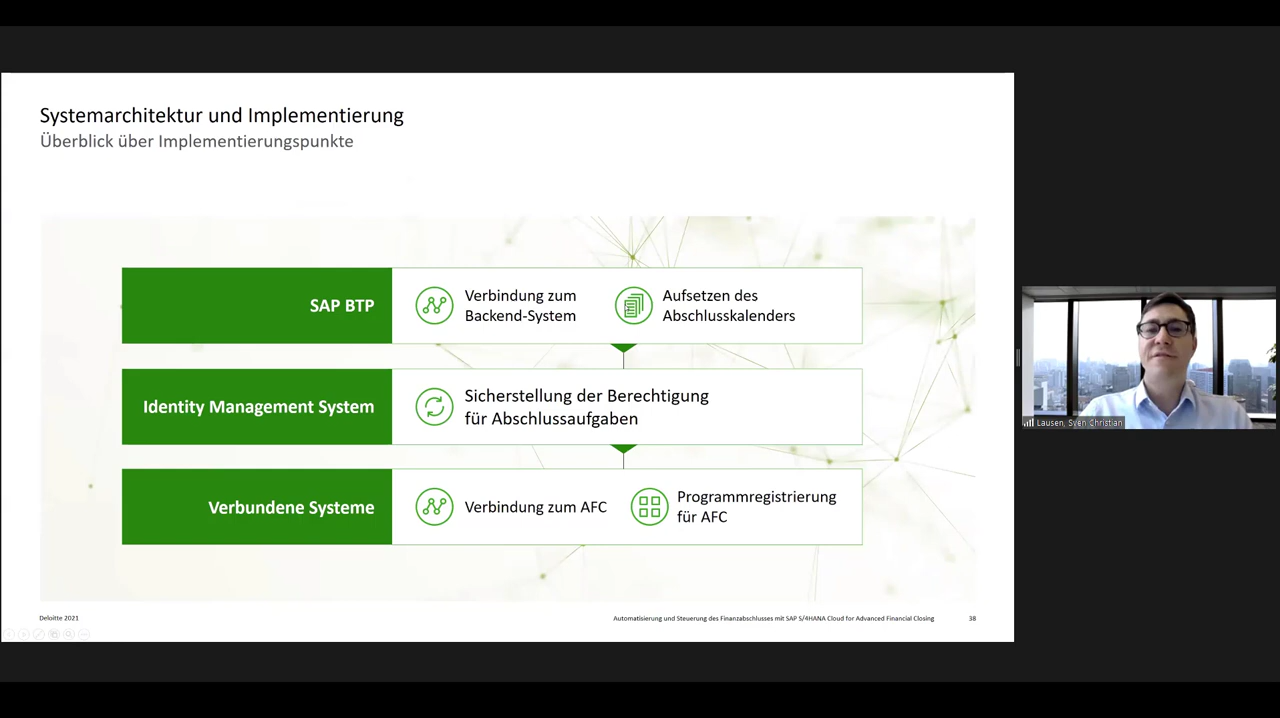 Systemarchitektur und Implementierung
Überblick über Implementierungspunkte
SAP BTP
Verbindung zum
Backend-System
Aufsetzen des
Abschlusskalenders
Identity Management System
Sicherstellung der Berechtigung
für Abschlussaufgaben
Verbundene Systeme
Verbindung zum AFC
Programmregistrierung
für AFC
Deloitte 2021
Automatisierung und Steuerung des Finanzabschlusses mit SAP S/4HANA Cloud for Advanced Financial Closing
38
Lausen, Sven Christian